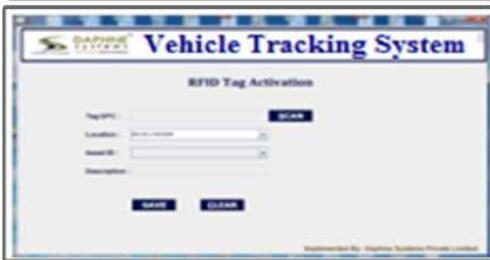 DAPHNE Systems Vehicle Tracking System
RFID Tag Activation
Tag EPC : SCAN
Location :
Asset ID :
Description :
SAVE CLEAR
Implemented By: Daphne Systems Private Limited